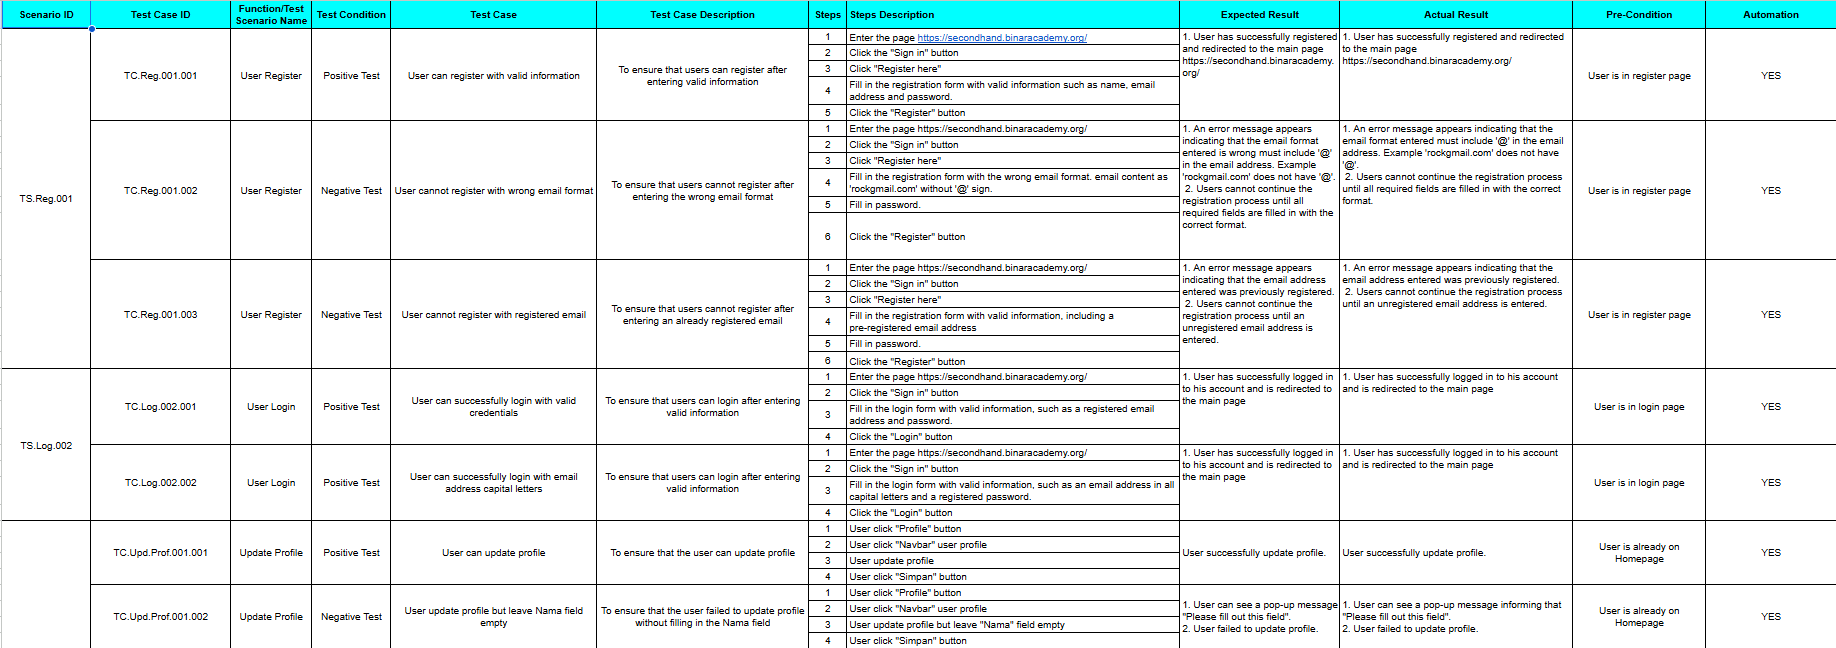 Scenario ID
Test Case ID
Function/Test
Scenario Name
Test Condition
Test Case
Test Case Description
Steps
Steps Description
Expected Result
Actual Result
Pre-Condition
Automation
TS.Reg.001
TC.Reg.001.001
User Register
Positive Test
User can register with valid information
To ensure that users can register after
entering valid information
1
Enter the page https://secondhand.binaracademy.org/
2
Click the "Sign in" button
3
Click "Register here"
4
Fill in the registration form with valid information such as name, email
address and password.
5
Click the "Register" button
1. User has successfully registered
and redirected to the main page
https://secondhand.binaracademy.
org/
1. User has successfully registered and redirected
to the main page
https://secondhand.binaracademy.org/
User is in register page
YES
TC.Reg.001.002
User Register
Negative Test
User cannot register with wrong email format
To ensure that users cannot register after
entering the wrong email format
1
Enter the page https://secondhand.binaracademy.org/
2
Click the "Sign in" button
3
Click "Register here"
4
Fill in the registration form with the wrong email format. email content as
'rockgmail.com' without '@' sign.
5
Fill in password.
6
Click the "Register" button
1. An error message appears
indicating that the email format
entered is wrong must include '@'
in the email address. Example
'rockgmail.com' does not have '@'.
2. Users cannot continue the
registration process until all
required fields are filled in with the
correct format.
1. An error message appears indicating that the
email format entered must include '@' in the email
address. Example 'rockgmail.com' does not have
'@'.
2. Users cannot continue the registration process
until all required fields are filled in with the correct
format.
User is in register page
YES
TC.Reg.001.003
User Register
Negative Test
User cannot register with registered email
To ensure that users cannot register after
entering an already registered email
1
Enter the page https://secondhand.binaracademy.org/
2
Click the "Sign in" button
3
Click "Register here"
4
Fill in the registration form with valid information, including a
pre-registered email address
5
Fill in password.
6
Click the "Register" button
1. An error message appears
indicating that the email address
entered was previously registered.
2. Users cannot continue the
registration process until an
unregistered email address is
entered.
1. An error message appears indicating that the
email address entered was previously registered.
2. Users cannot continue the registration process
until an unregistered email address is entered.
User is in register page
YES
TS.Log.002
TC.Log.002.001
User Login
Positive Test
User can successfully login with valid
credentials
To ensure that users can login after entering
valid information
1
Enter the page https://secondhand.binaracademy.org/
2
Click the "Sign in" button
3
Fill in the login form with valid information, such as a registered email
address and password.
4
Click the "Login" button
1. User has successfully logged in
to his account and is redirected to
the main page
1. User has successfully logged in to his account
and is redirected to the main page
User is in login page
YES
TC.Log.002.002
User Login
Positive Test
User can successfully login with email
address capital letters
To ensure that users can login after entering
valid information
1
Enter the page https://secondhand.binaracademy.org/
2
Click the "Sign in" button
3
Fill in the login form with valid information, such as an email address in all
capital letters and a registered password.
4
Click the "Login" button
1. User has successfully logged in
to his account and is redirected to
the main page
1. User has successfully logged in to his account
and is redirected to the main page
User is in login page
YES
TC.Upd.Prof.001.001
Update Profile
Positive Test
User can update profile
To ensure that the user can update profile
1
User click "Profile" button
2
User click "Navbar" user profile
3
User update profile
4
User click "Simpan" button
User successfully update profile.
User successfully update profile.
User is already on
Homepage
YES
TC.Upd.Prof.001.002
Update Profile
Negative Test
User update profile but leave Nama field
empty
To ensure that the user failed to update profile
without filling in the Nama field
1
User click "Profile" button
2
User click "Navbar" user profile
3
User update profile but leave "Nama" field empty
4
User click "Simpan" button
1. User can see a pop-up message
"Please fill out this field".
2. User failed to update profile.
1. User can see a pop-up message informing that
"Please fill out this field".
2. User failed to update profile.
User is already on
Homepage
YES